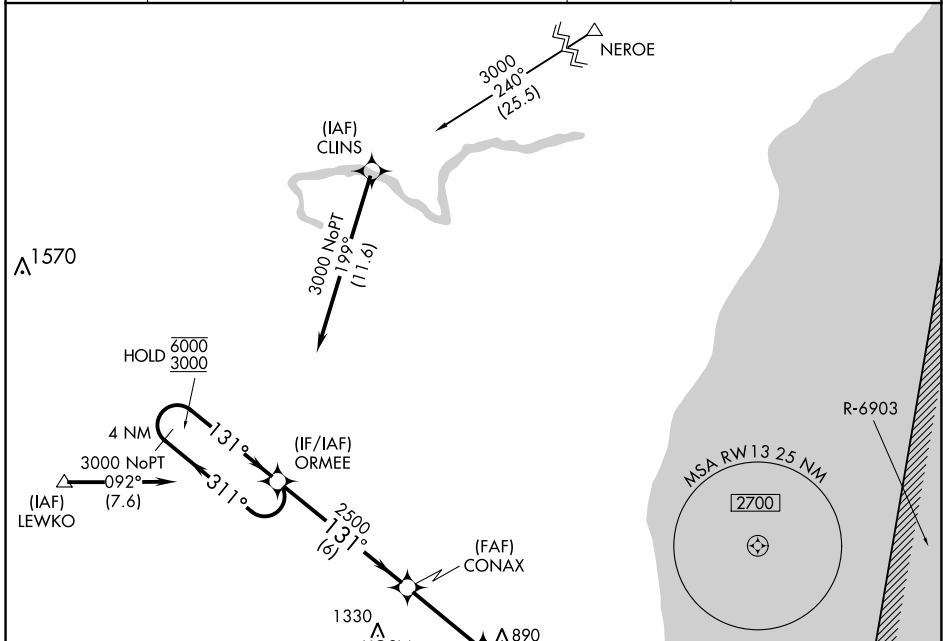 NEROE
3000
240°
(25.5)
(IAF)
CLINS
3000 NoPT
199°
(11.6)
1570
HOLD
6000
3000
4 NM
131°
311°
3000 NoPT
092°
(7.6)
(IAF)
LEWKO
(IF/IAF)
ORMEE
2500
131°
(6)
(FAF)
CONAX
R-6903
MSA RW13 25 NM
2700
1330
890